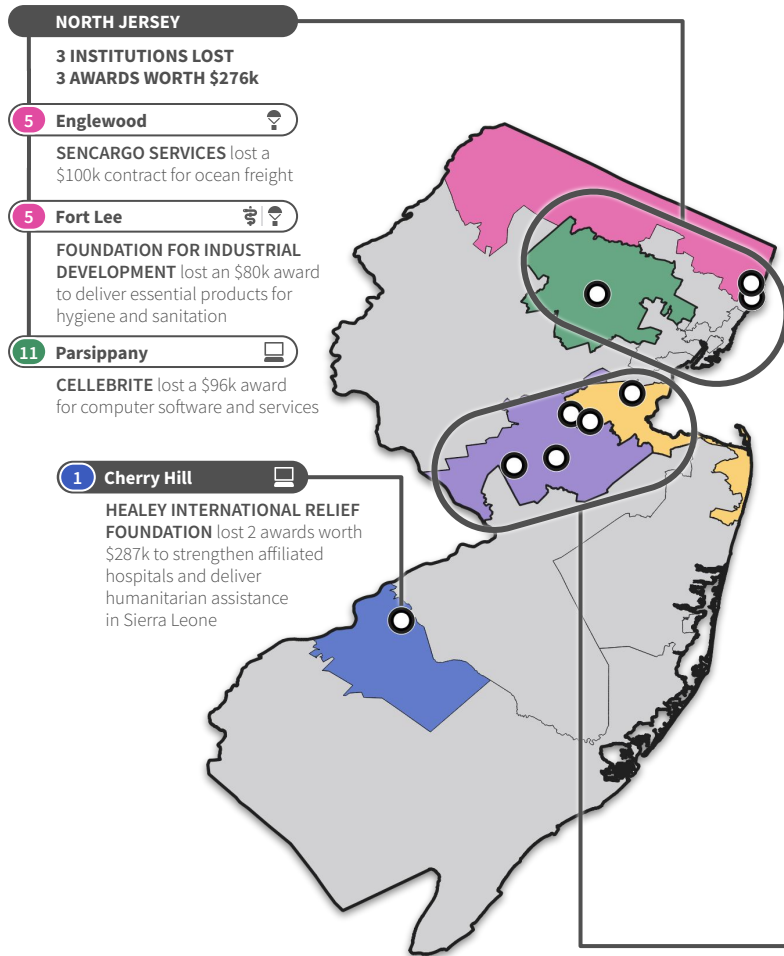 NORTH JERSEY
3 INSTITUTIONS LOST
3 AWARDS WORTH $276k
5 Englewood
SENCARGO SERVICES lost a
$100k contract for ocean freight
5 Fort Lee
FOUNDATION FOR INDUSTRIAL
DEVELOPMENT lost an $80k award
to deliver essential products for
hygiene and sanitation
11 Parsippany
CELLEBRITE lost a $96k award
for computer software and services
1 Cherry Hill
HEALEY INTERNATIONAL RELIEF
FOUNDATION lost 2 awards worth
$287k to strengthen affiliated
hospitals and deliver
humanitarian assistance
in Sierra Leone